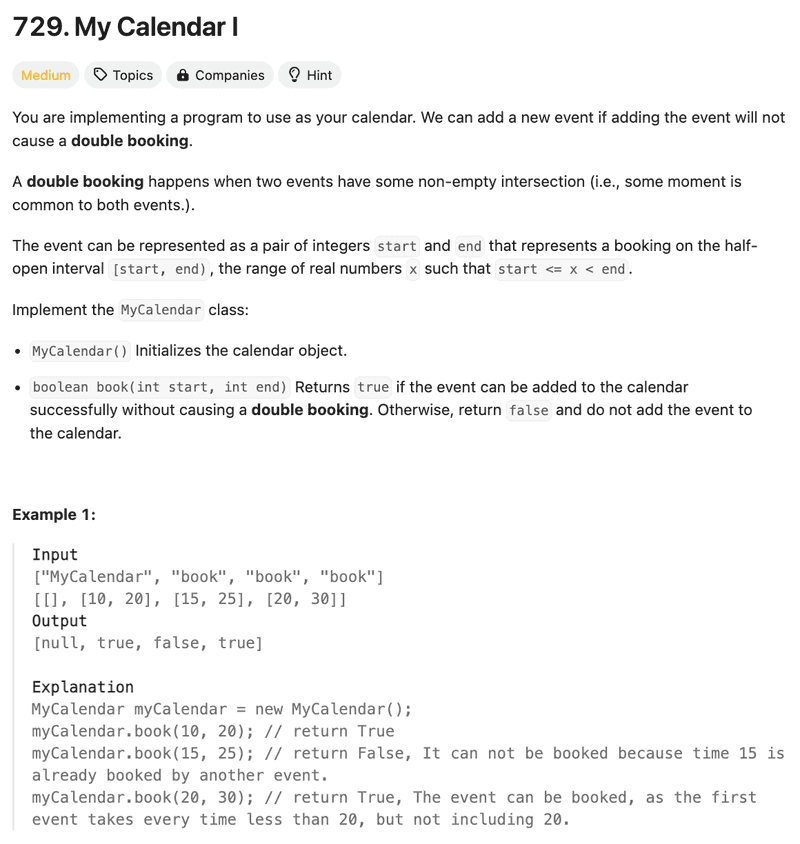 729. My Calendar I
Medium Topics Companies Hint
You are implementing a program to use as your calendar. We can add a new event if adding the event will not
cause a double booking.
A double booking happens when two events have some non-empty intersection (i.e., some moment is
common to both events.).
The event can be represented as a pair of integers start and end that represents a booking on the half-
open interval [start, end), the range of real numbers x such that start <= x < end.
Implement the MyCalendar class:
• MyCalendar() Initializes the calendar object.
• boolean book(int start, int end) Returns true if the event can be added to the calendar
successfully without causing a double booking. Otherwise, return false and do not add the event to
the calendar.
Example 1:
Input
["MyCalendar", "book", "book", "book"]
[[], [10, 20], [15, 25], [20, 30]]
Output
[null, true, false, true]
Explanation
MyCalendar myCalendar = new MyCalendar();
myCalendar.book(10, 20); // return True
myCalendar.book(15, 25); // return False, It can not be booked because time 15 is
already booked by another event.
myCalendar.book(20, 30); // return True, The event can be booked, as the first
event takes every time less than 20, but not including 20.